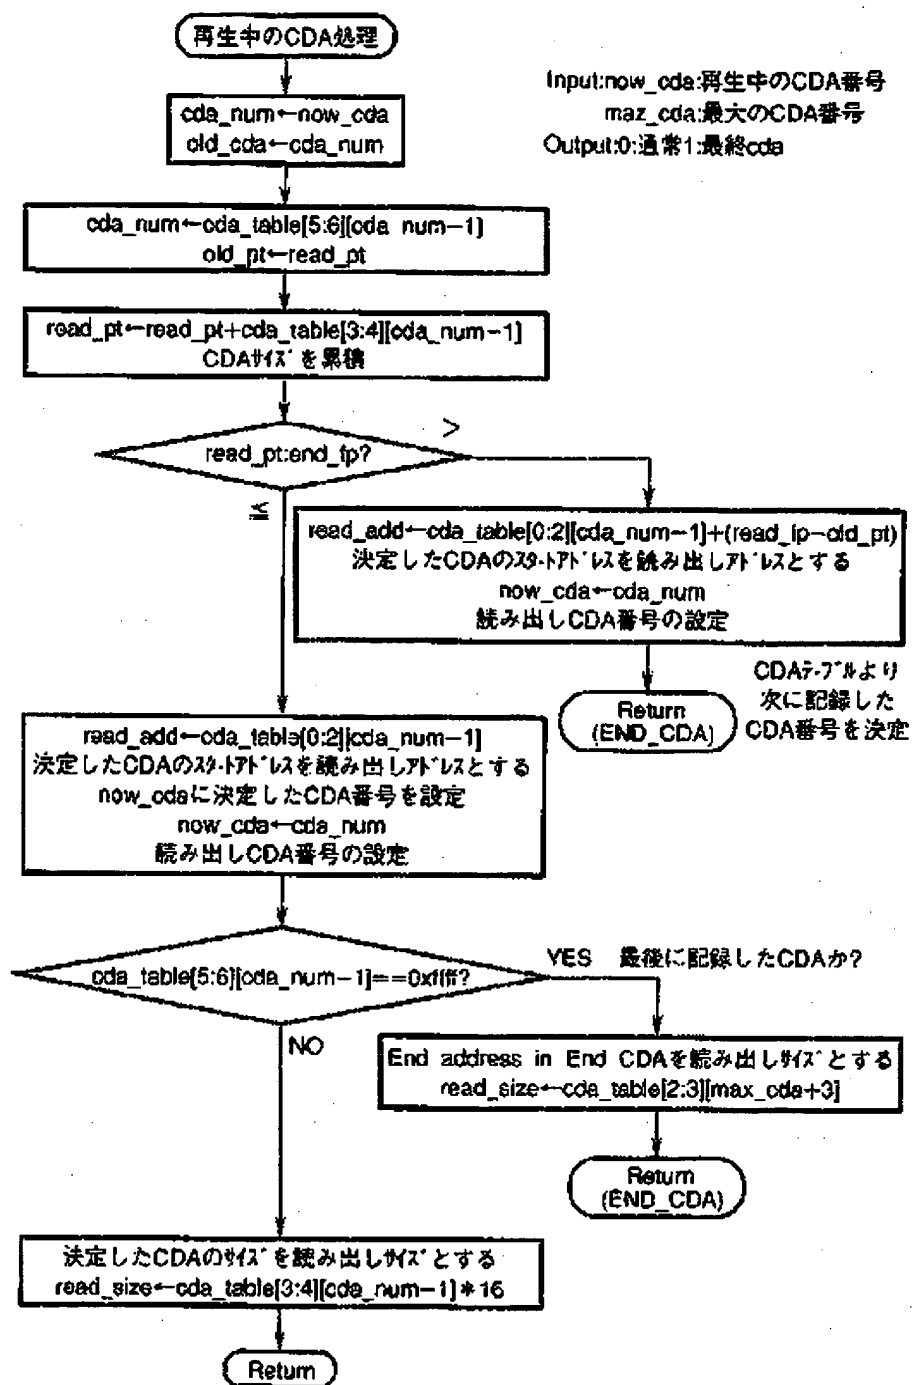 再生中のCDA処理
Input:now_cda:再生中のCDA番号
maz_cda:最大のCDA番号
Output:0:通常1:最終cda
cda_num←now_cda
old_cda←cda_num
cda_num←cda_table[5:6][cda_num-1]
old_pt←read_pt
read_pt←read_pt+cda_table[3:4][cda_num-1]
CDAｻｲｽﾞを累積
>
read_pt:end_fp?
≦
read_add←cda_table[0:2][cda_num-1]+(read_fp-old_pt)
決定したCDAのｽﾀｰﾄｱﾄﾞﾚｽを読み出しｱﾄﾞﾚｽとする
now_cda←cda_num
読み出しCDA番号の設定
CDAﾃｰﾌﾞﾙより
次に記録した
CDA番号を決定
Return
(END_CDA)
read_add←cda_table[0:2][cda_num-1]
決定したCDAのｽﾀｰﾄｱﾄﾞﾚｽを読み出しｱﾄﾞﾚｽとする
now_cdaに決定したCDA番号を設定
now_cda←cda_num
読み出しCDA番号の設定
YES 最後に記録したCDAか?
cda_table[5:6][cda_num-1]==0xffff?
NO
End address in End CDAを読み出しｻｲｽﾞとする
read_size←cda_table[2:3][max_cda+3]
Return
(END_CDA)
決定したCDAのｻｲｽﾞを読み出しｻｲｽﾞとする
read_size←cda_table[3:4][cda_num-1]*16
Return